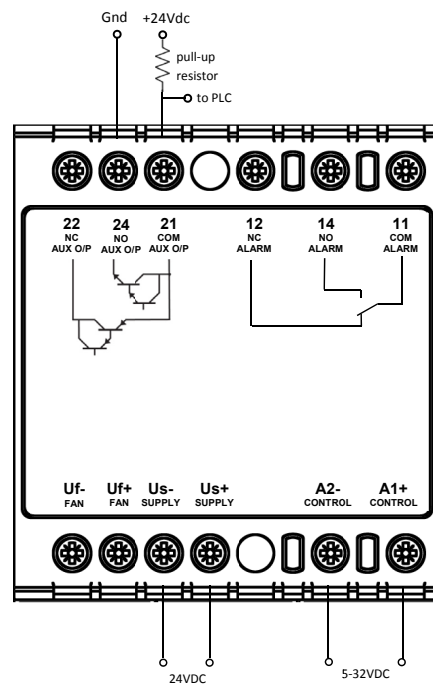 Gnd +24Vdc
pull-up
resistor
to PLC
22 24 21 12 14 11
NC NO COM NC NO COM
AUX O/P AUX O/P AUX O/P ALARM ALARM ALARM
Uf- Uf+ Us- Us+ A2- A1+
FAN FAN SUPPLY SUPPLY CONTROL CONTROL
24VDC 5-32VDC